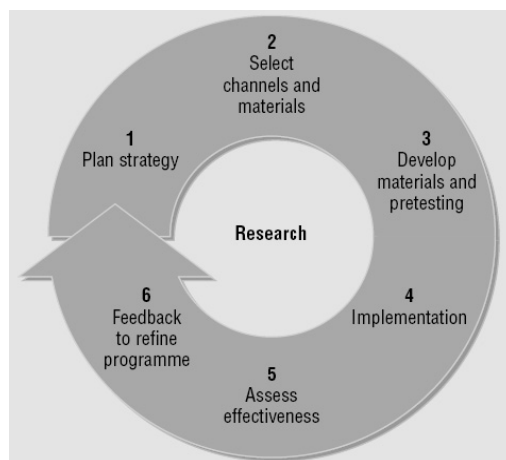 1
Plan strategy
2
Select
channels and
materials
3
Develop
materials and
pretesting
4
Implementation
5
Assess
effectiveness
6
Feedback
to refine
programme
Research